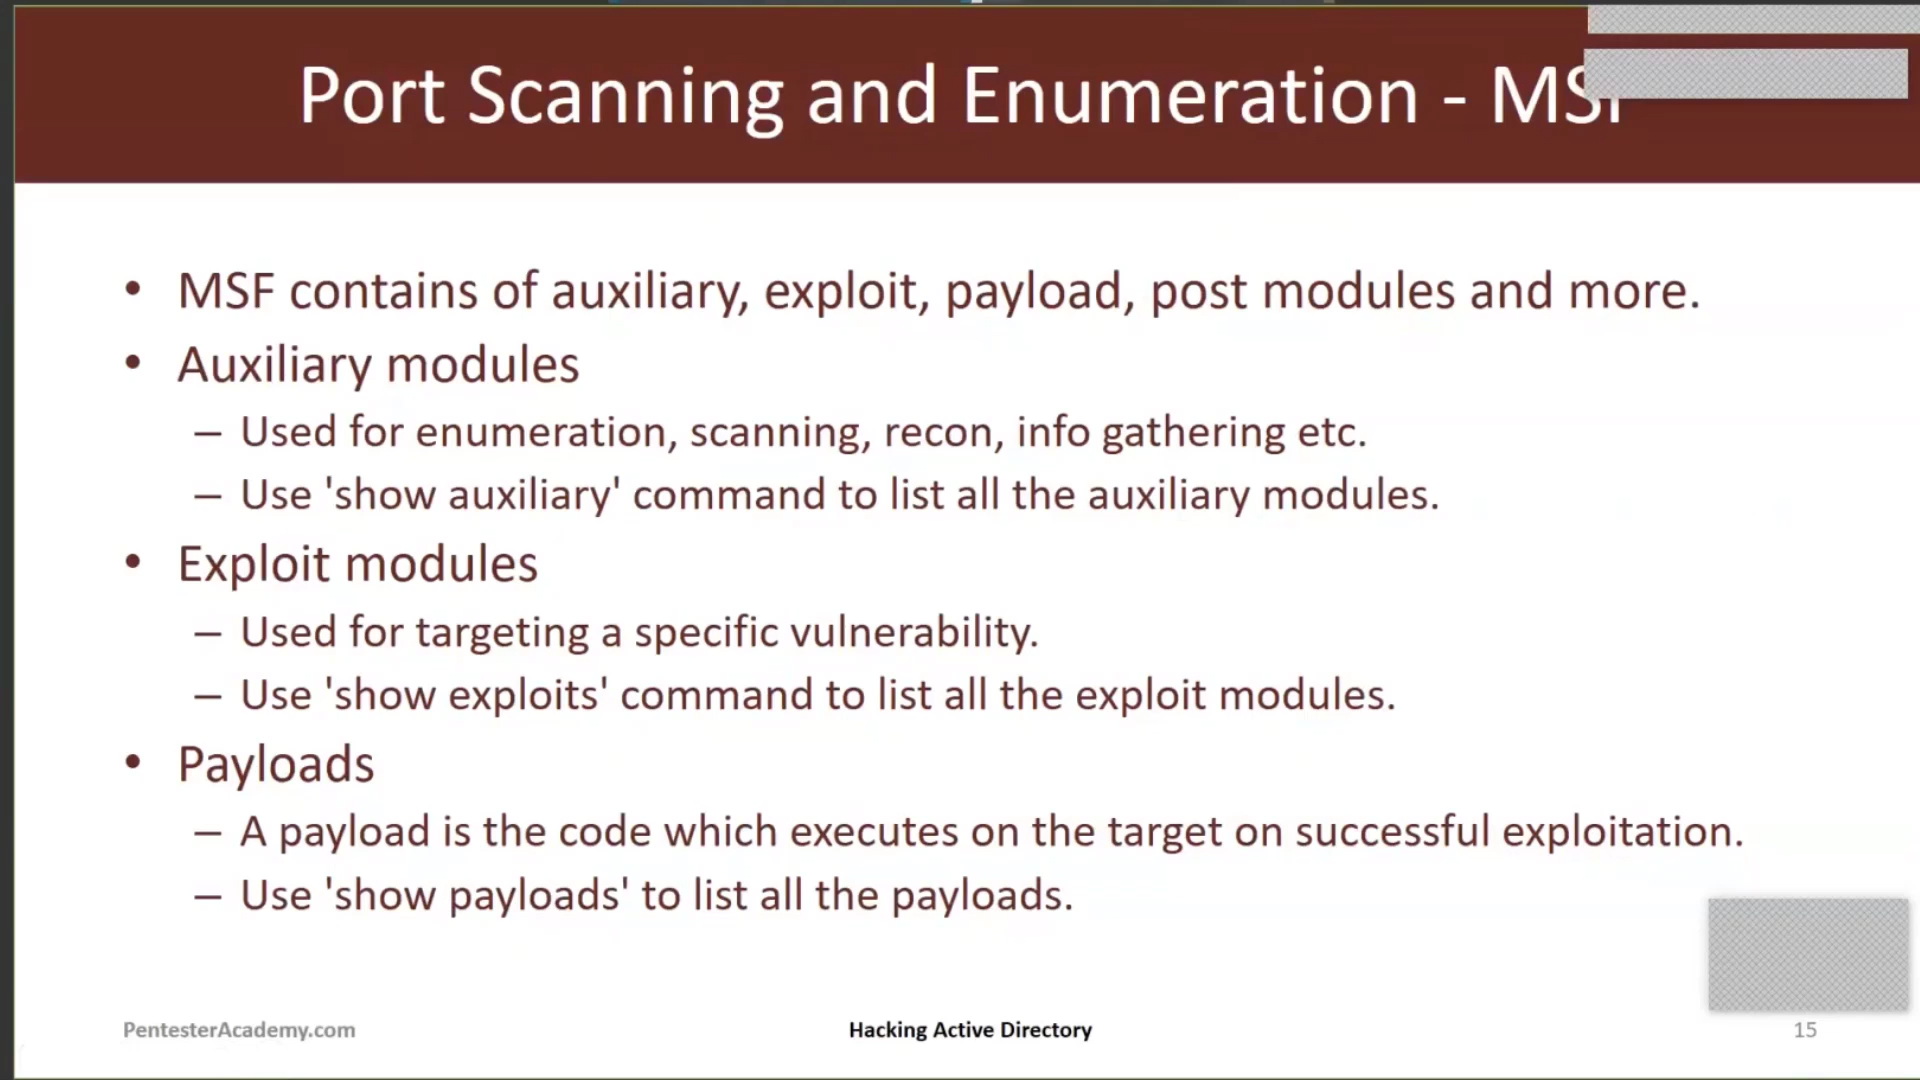 Port Scanning and Enumeration - MSF
• MSF contains of auxiliary, exploit, payload, post modules and more.
• Auxiliary modules
– Used for enumeration, scanning, recon, info gathering etc.
– Use 'show auxiliary' command to list all the auxiliary modules.
• Exploit modules
– Used for targeting a specific vulnerability.
– Use 'show exploits' command to list all the exploit modules.
• Payloads
– A payload is the code which executes on the target on successful exploitation.
– Use 'show payloads' to list all the payloads.
PentesterAcademy.com
Hacking Active Directory
15